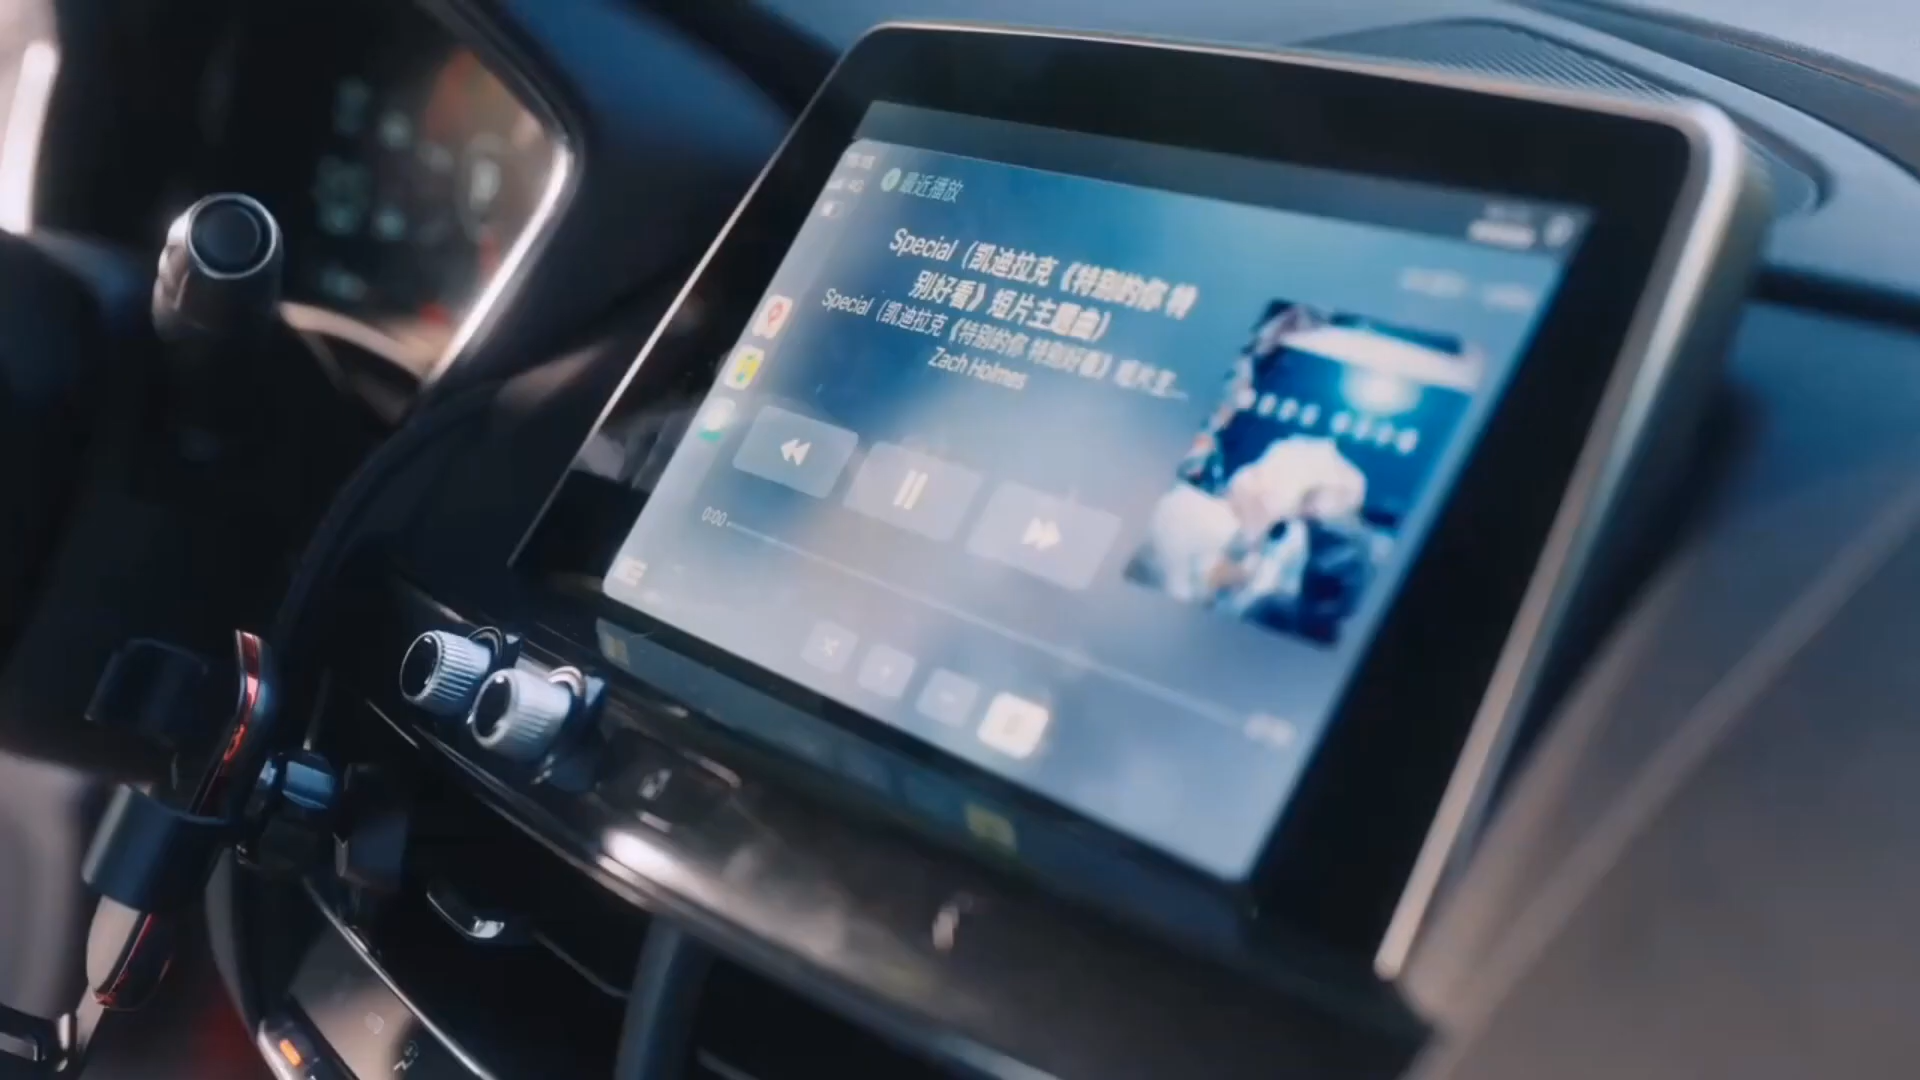 最近播放
Special（凯迪拉克《特别的你 特
别好看》短片主题曲）
Special（凯迪拉克《特别的你 特别好看》短片主...
Zach Holmes
0:00